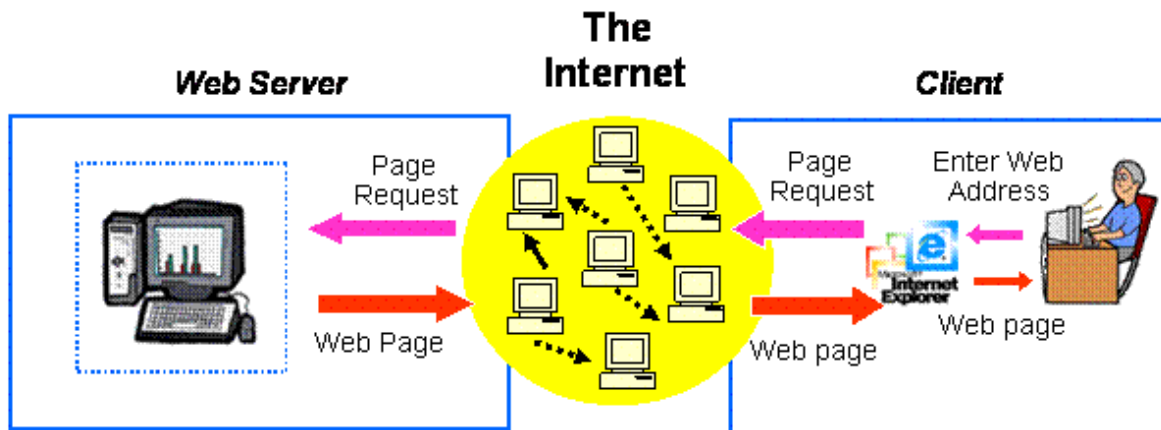 The
Internet
Web Server
Client
Page
Request
Page
Request
Enter Web
Address
Microsoft
Internet
Explorer
Web Page
Web page
Web page